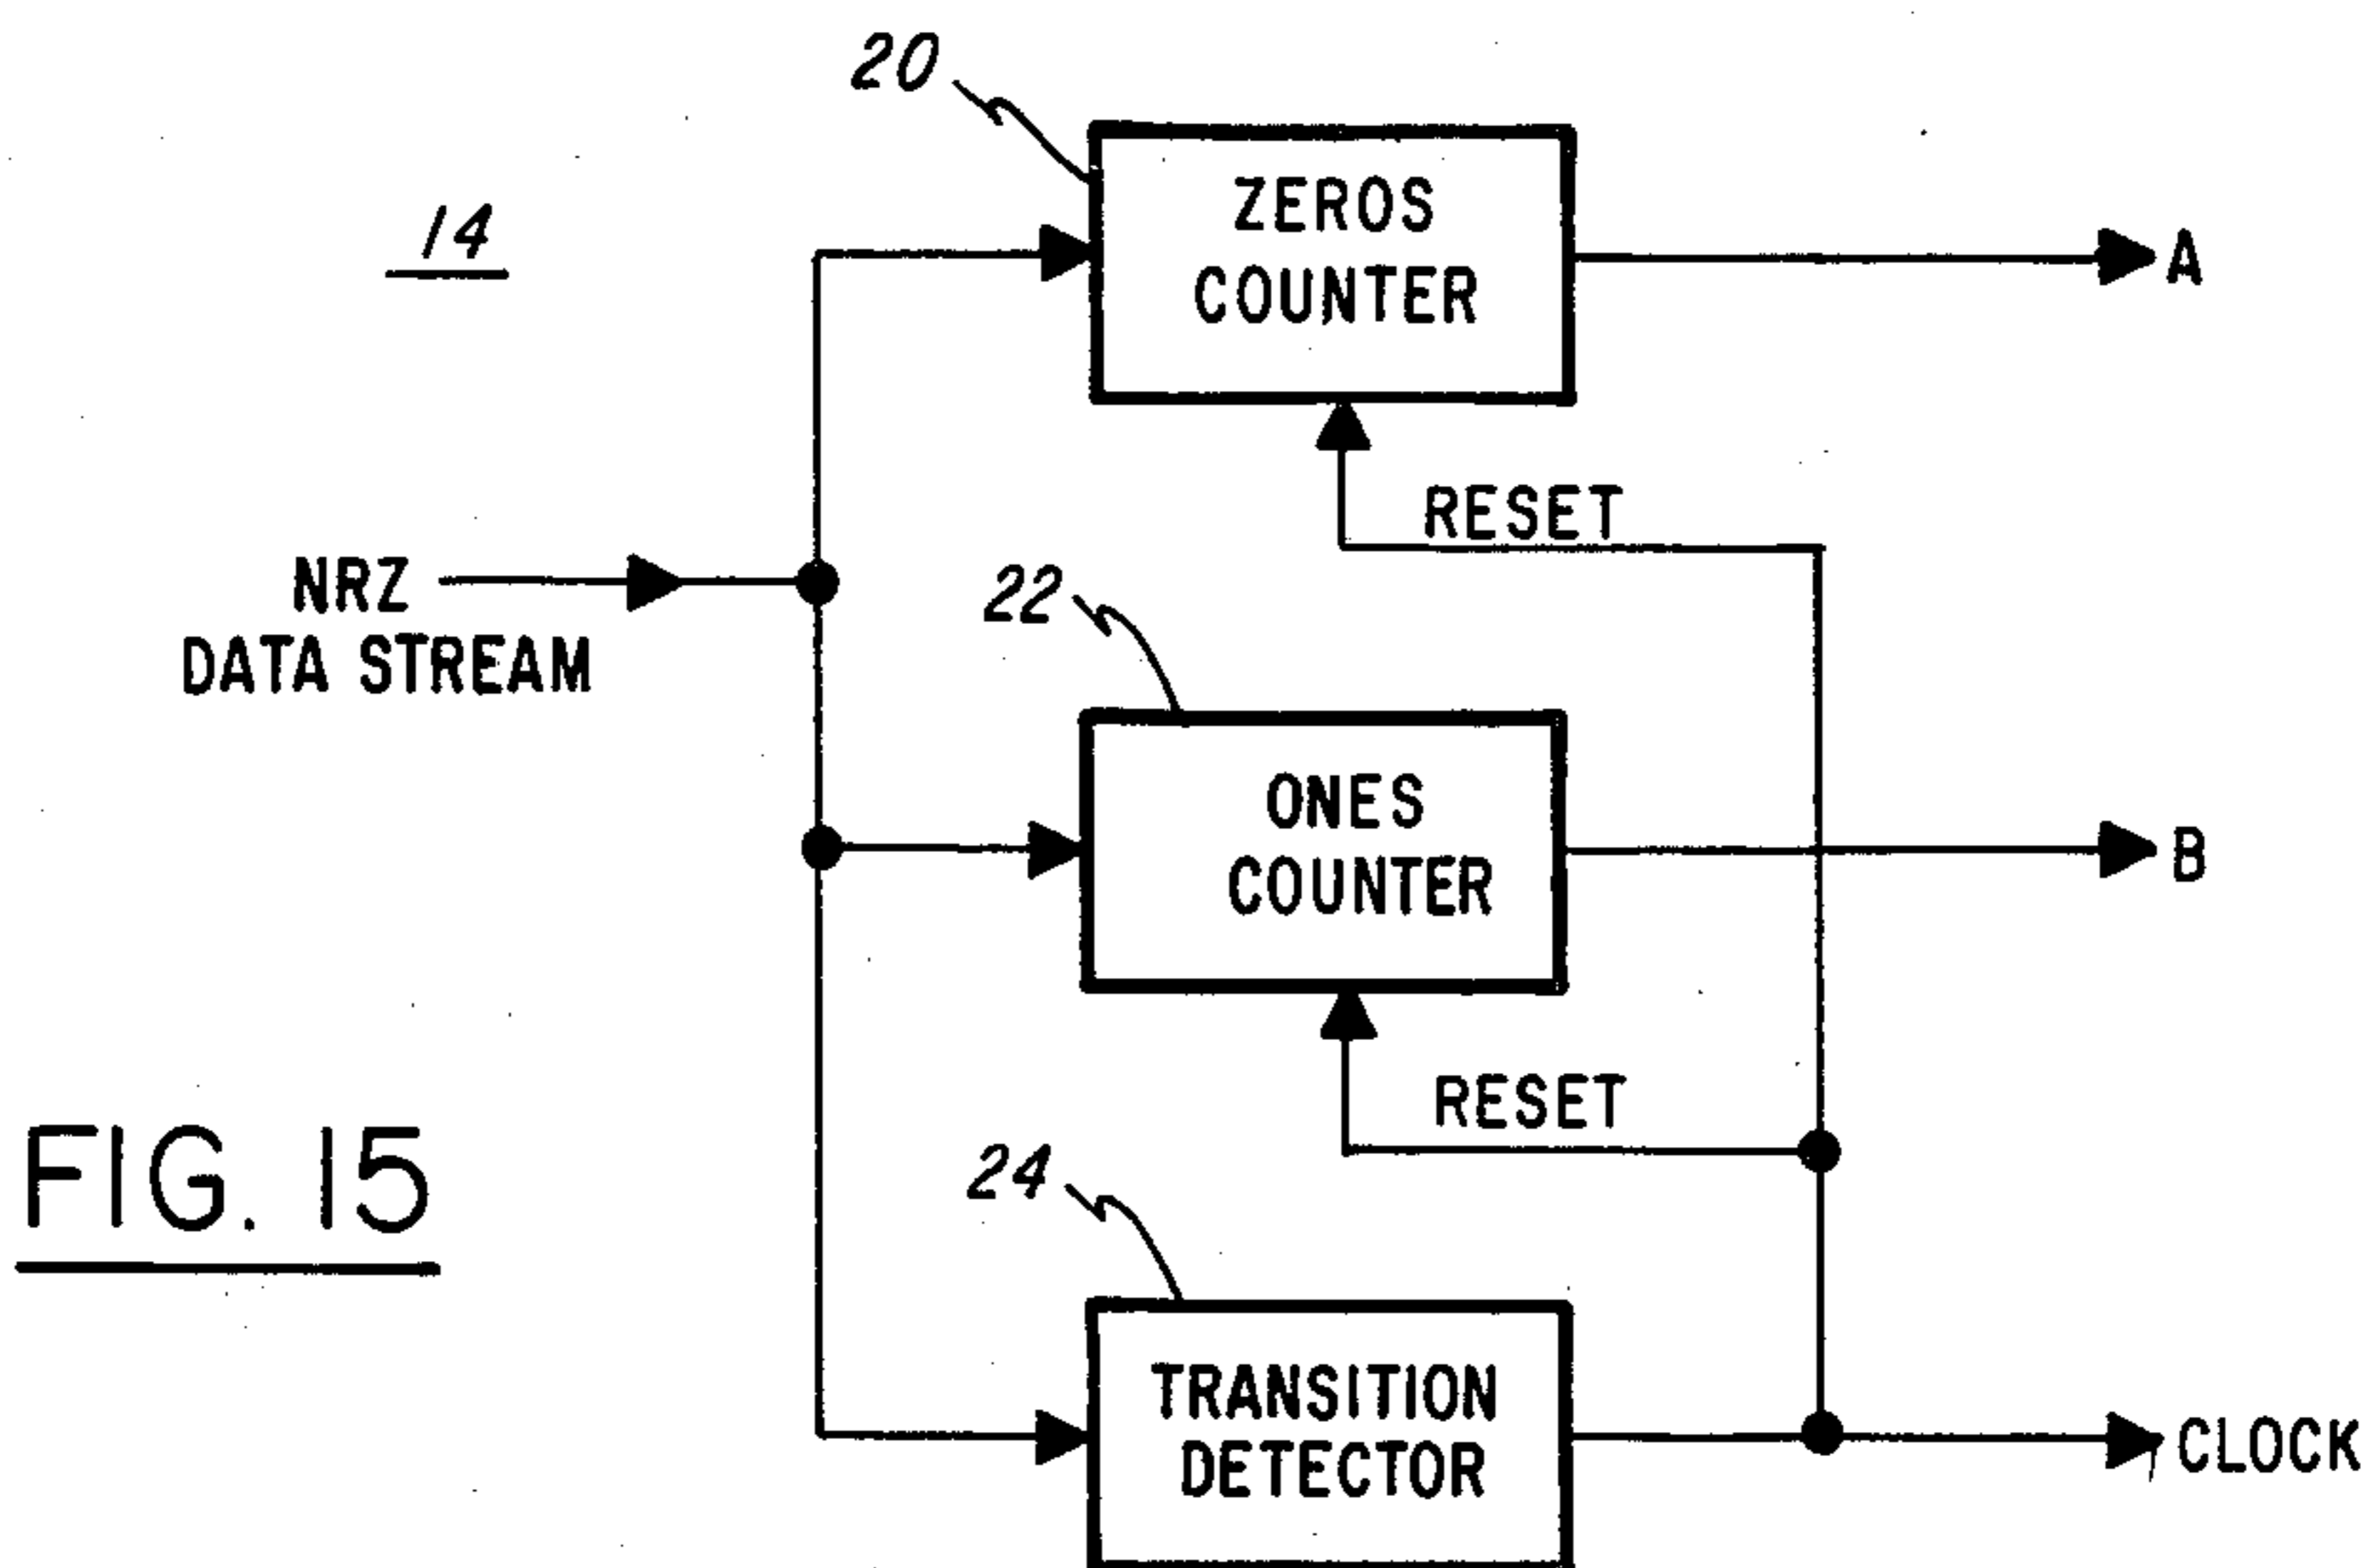 20
ZEROS
COUNTER
14
A
RESET
NRZ
DATA STREAM
22
ONES
COUNTER
B
RESET
24
FIG. 15
TRANSITION
DETECTOR
CLOCK